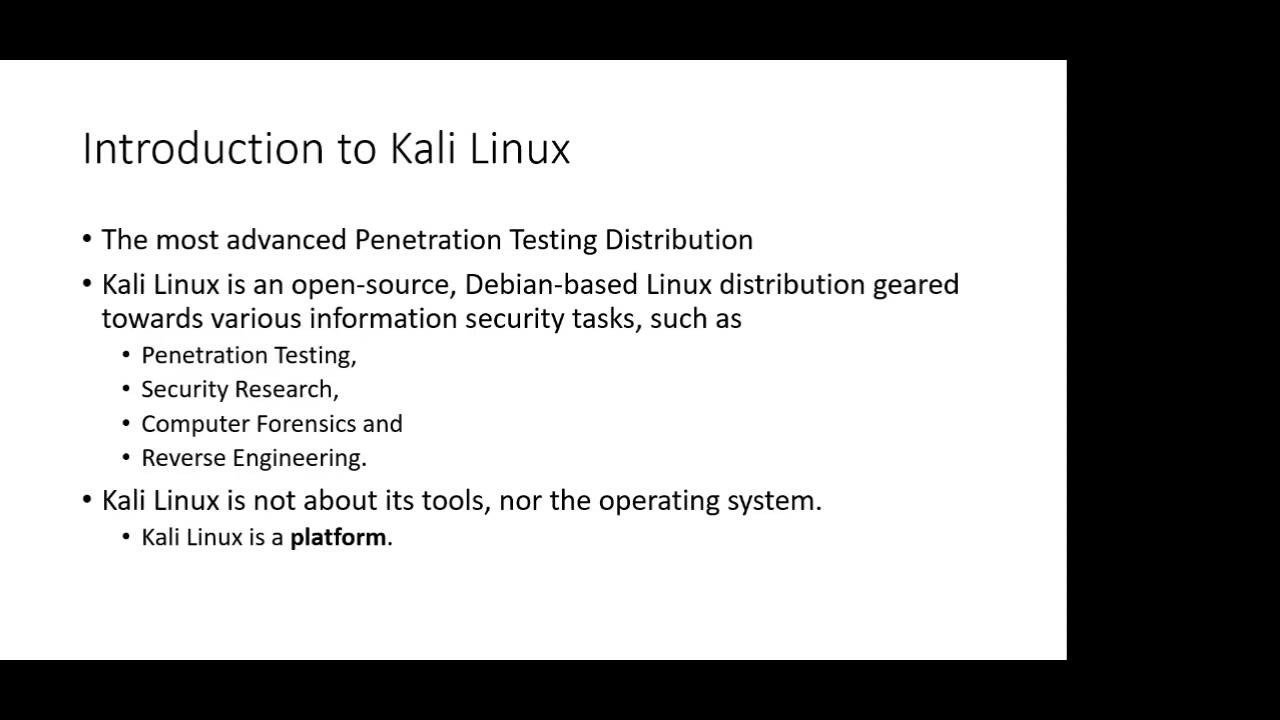 Introduction to Kali Linux
• The most advanced Penetration Testing Distribution
• Kali Linux is an open-source, Debian-based Linux distribution geared
towards various information security tasks, such as
• Penetration Testing,
• Security Research,
• Computer Forensics and
• Reverse Engineering.
• Kali Linux is not about its tools, nor the operating system.
• Kali Linux is a platform.